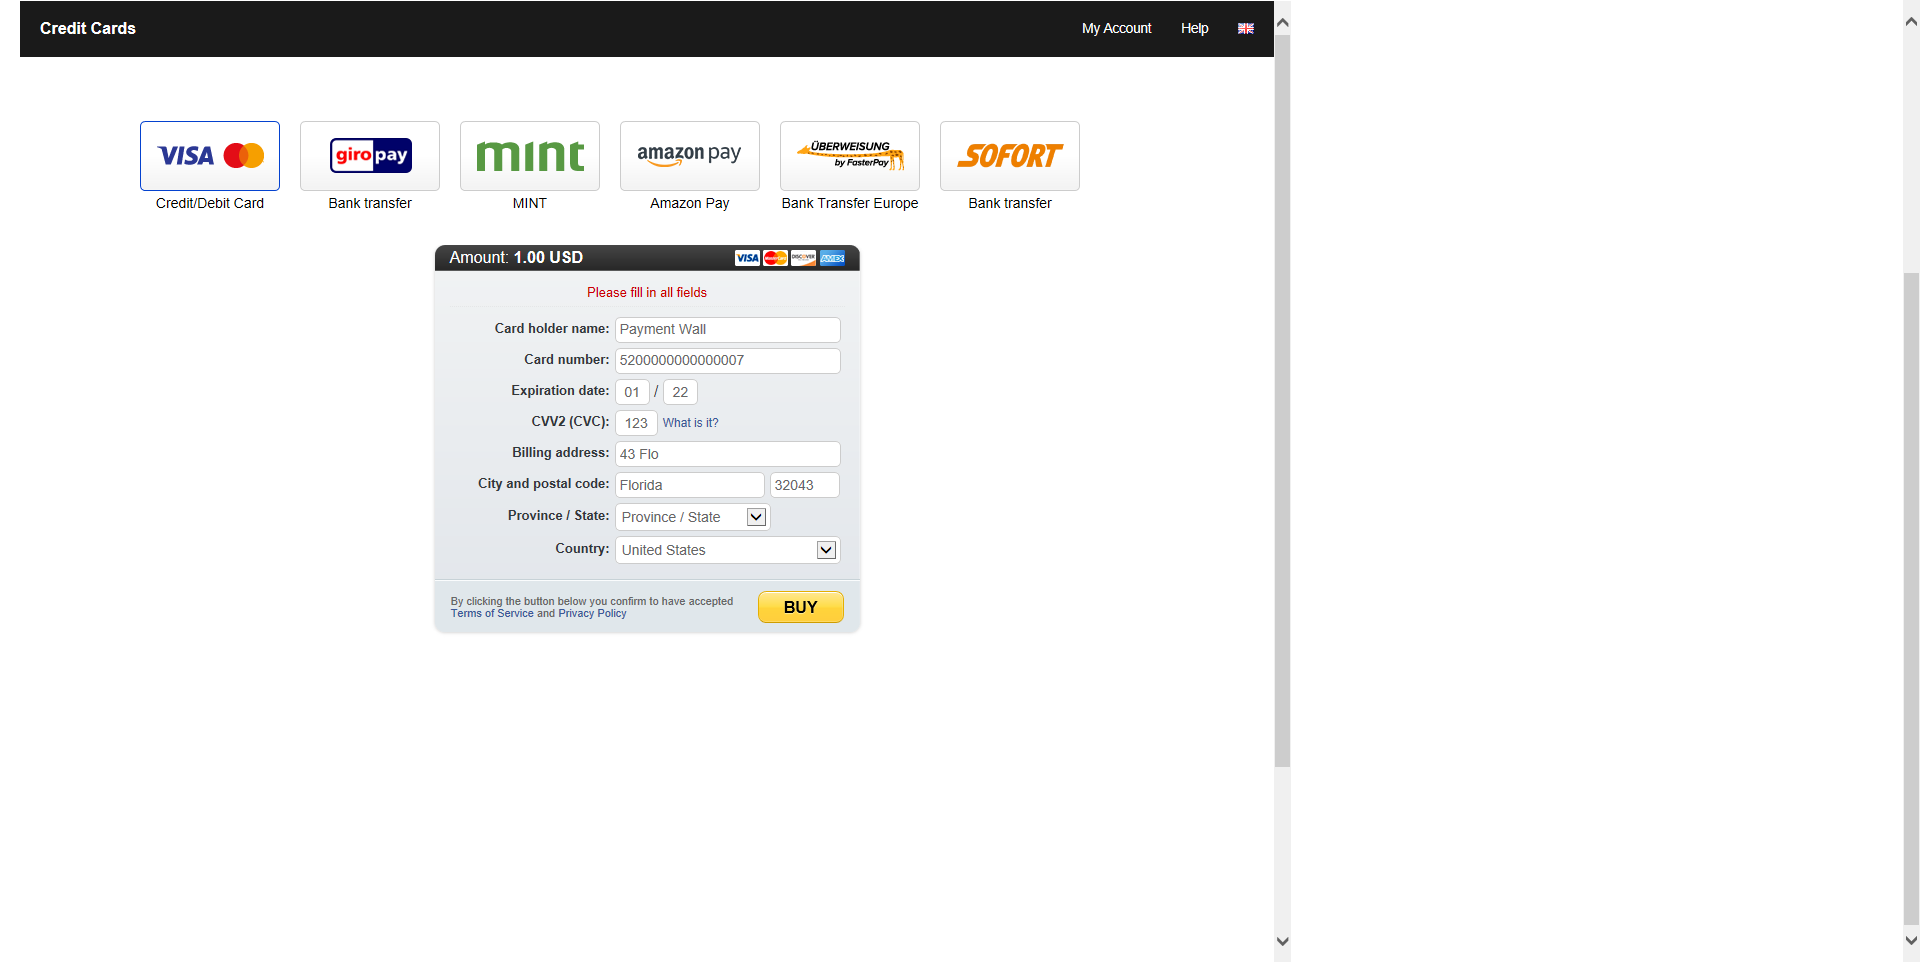 Credit Cards
My Account Help
VISA
giropay
mint
amazon pay
ÜBERWEISUNG
by FasterPay
SOFORT
Credit/Debit Card
Bank transfer
MINT
Amazon Pay
Bank Transfer Europe
Bank transfer
Amount: 1.00 USD
VISA
MasterCard
DISCOVER
AMEX
Please fill in all fields
Card holder name: Payment Wall
Card number: 5200000000000007
Expiration date: 01 / 22
CVV2 (CVC): 123 What is it?
Billing address: 43 Flo
City and postal code: Florida 32043
Province / State: Province / State
Country: United States
By clicking the button below you confirm to have accepted
Terms of Service and Privacy Policy
BUY